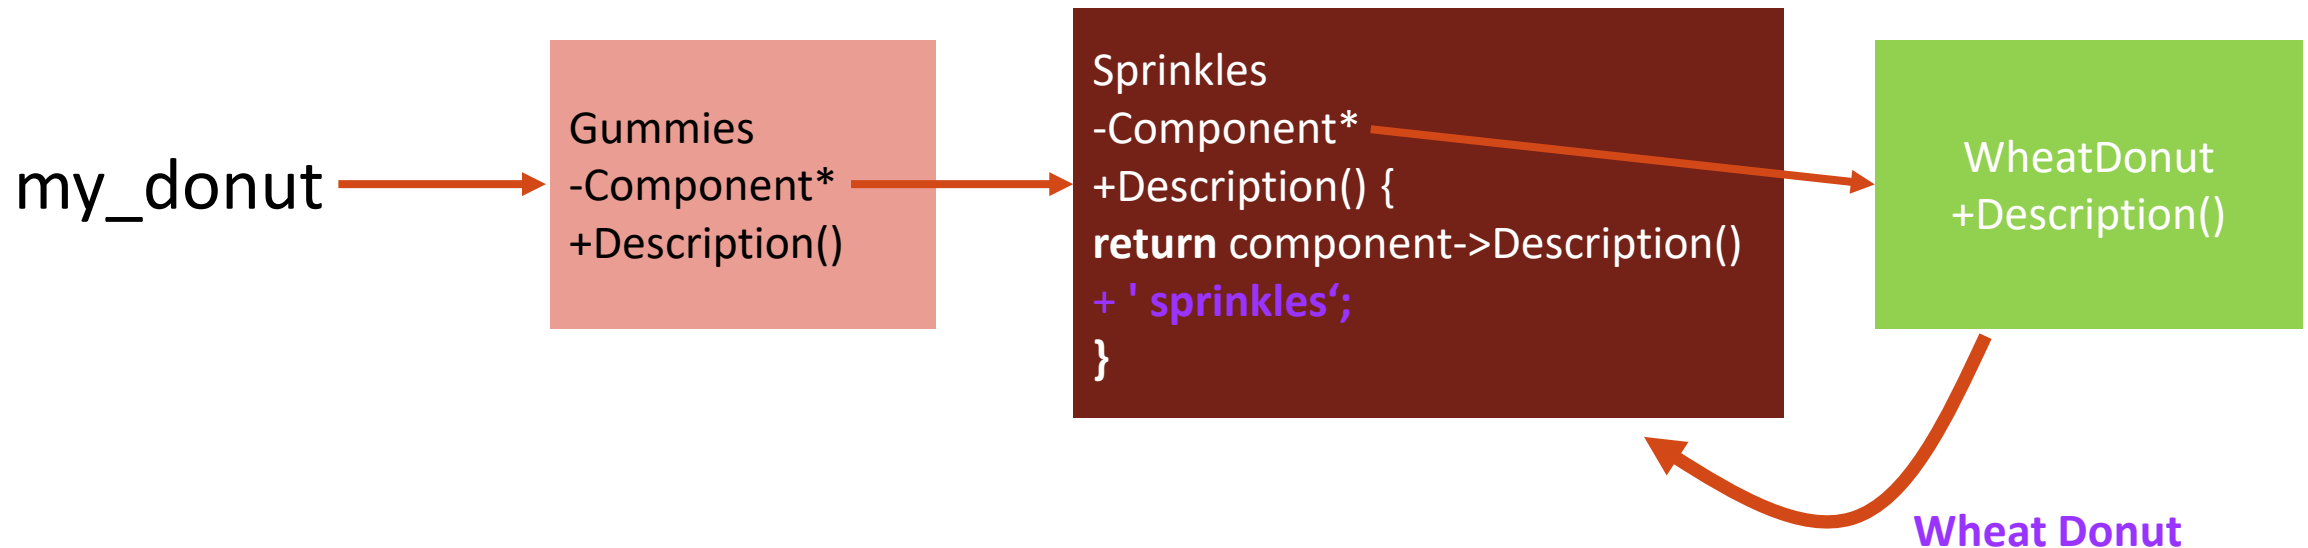 my_donut
Gummies
-Component*
+Description()
Sprinkles
-Component*
+Description() {
return component->Description()
+ ' sprinkles‘;
}
WheatDonut
+Description()
Wheat Donut